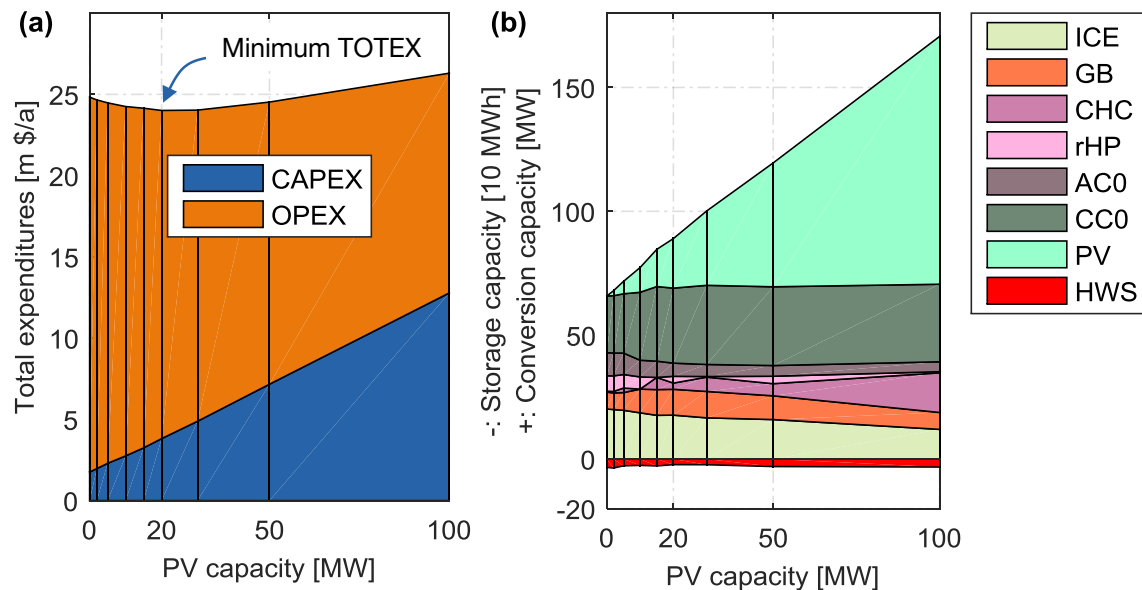 (a)
Minimum TOTEX
25
20
15
10
5
0
Total expenditures [m $/a]
CAPEX
OPEX
0
20
50
100
PV capacity [MW]
(b)
150
100
50
0
-20
-: Storage capacity [10 MWh]
+: Conversion capacity [MW]
0
20
50
100
PV capacity [MW]
ICE
GB
CHC
rHP
AC0
CC0
PV
HWS